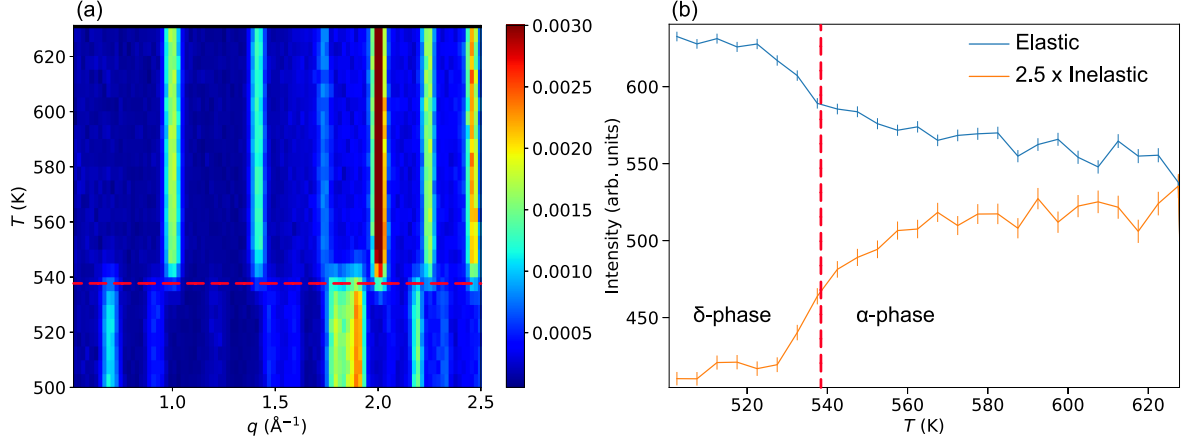 (a)
(b)
620
600
580
560
540
520
500
T (K)
1.0
1.5
2.0
2.5
q (Å⁻¹)
0.0030
0.0025
0.0020
0.0015
0.0010
0.0005
600
550
500
450
Intensity (arb. units)
Elastic
2.5 x Inelastic
δ-phase
α-phase
520
540
560
580
600
620
T (K)